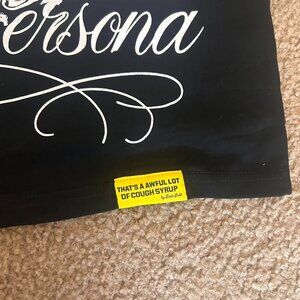 ersona
THAT'S A AWFUL LOT
OF COUGH SYRUP